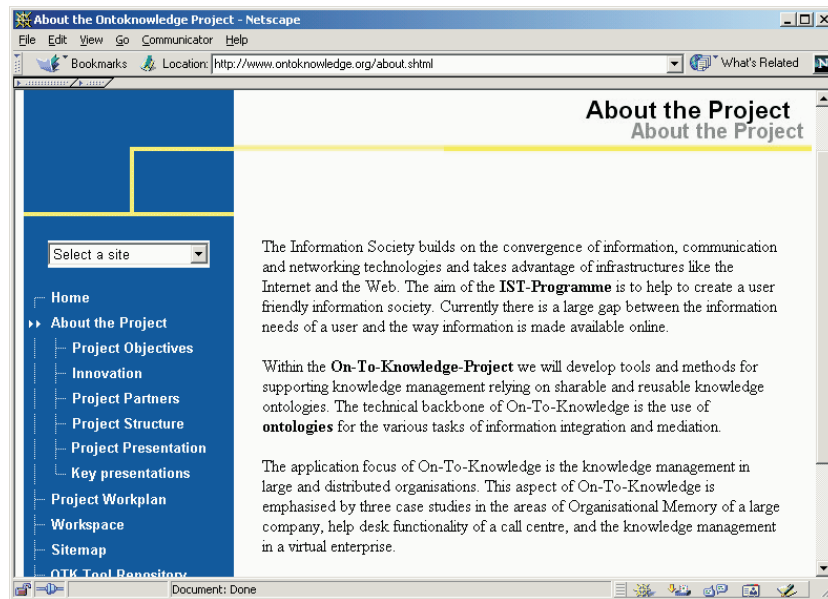 About the Ontoknowledge Project - Netscape
File Edit View Go Communicator Help
Bookmarks Location: http://www.ontoknowledge.org/about.shtml What's Related
About the Project
About the Project
Select a site
Home
About the Project
Project Objectives
Innovation
Project Partners
Project Structure
Project Presentation
Key presentations
Project Workplan
Workspace
Sitemap
OTK Tool Repository
The Information Society builds on the convergence of information, communication
and networking technologies and takes advantage of infrastructures like the
Internet and the Web. The aim of the IST-Programme is to help to create a user
friendly information society. Currently there is a large gap between the information
needs of a user and the way information is made available online.
Within the On-To-Knowledge-Project we will develop tools and methods for
supporting knowledge management relying on sharable and reusable knowledge
ontologies. The technical backbone of On-To-Knowledge is the use of
ontologies for the various tasks of information integration and mediation.
The application focus of On-To-Knowledge is the knowledge management in
large and distributed organisations. This aspect of On-To-Knowledge is
emphasised by three case studies in the areas of Organisational Memory of a large
company, help desk functionality of a call centre, and the knowledge management
in a virtual enterprise.
Document: Done